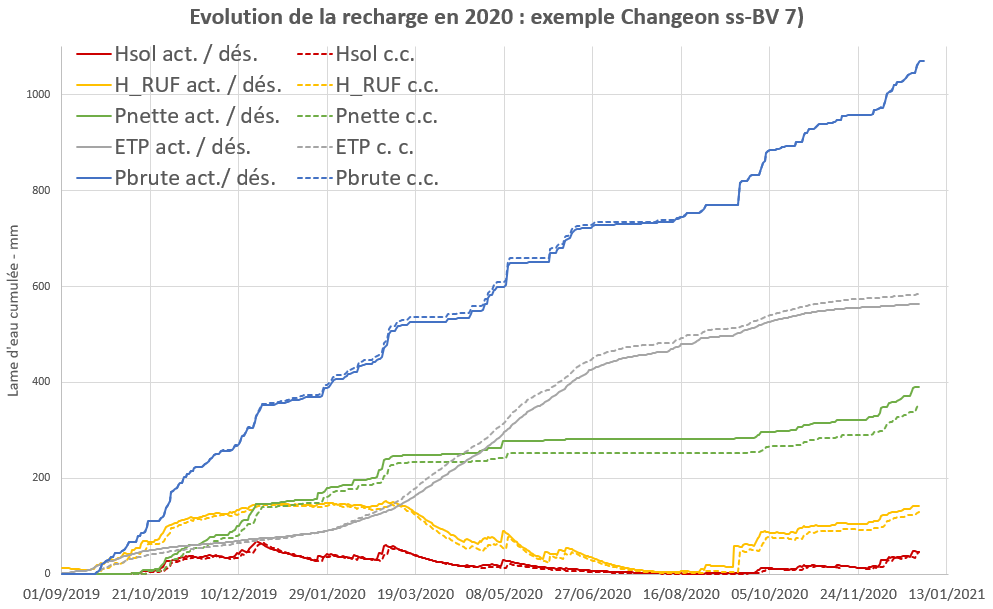 Evolution de la recharge en 2020 : exemple Changeon ss-BV 7)
Hsol act. / dés. Hsol c.c.
H_RUF act. / dés. H_RUF c.c.
Pnette act. / dés. Pnette c.c.
ETP act. / dés. ETP c. c.
Pbrute act./ dés. Pbrute c.c.
Lame d'eau cumulée - mm
1000
800
600
400
200
0
01/09/2019 21/10/2019 10/12/2019 29/01/2020 19/03/2020 08/05/2020 27/06/2020 16/08/2020 05/10/2020 24/11/2020 13/01/2021